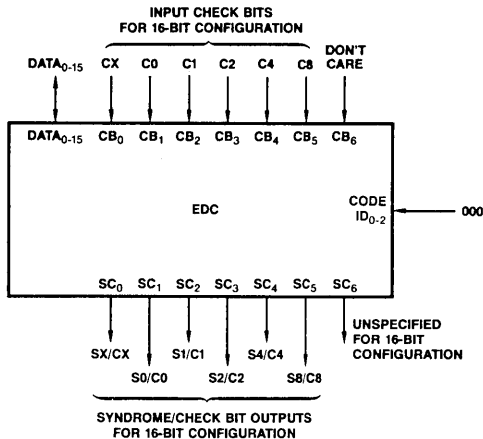 INPUT CHECK BITS
FOR 16-BIT CONFIGURATION
DATA0-15 CX C0 C1 C2 C4 C8 DON'T
CARE
DATA0-15 CB0 CB1 CB2 CB3 CB4 CB5 CB6
EDC
CODE
ID0-2
000
SC0 SC1 SC2 SC3 SC4 SC5 SC6
SX/CX S1/C1 S4/C4
S0/C0 S2/C2 S8/C8
UNSPECIFIED
FOR 16-BIT
CONFIGURATION
SYNDROME/CHECK BIT OUTPUTS
FOR 16-BIT CONFIGURATION